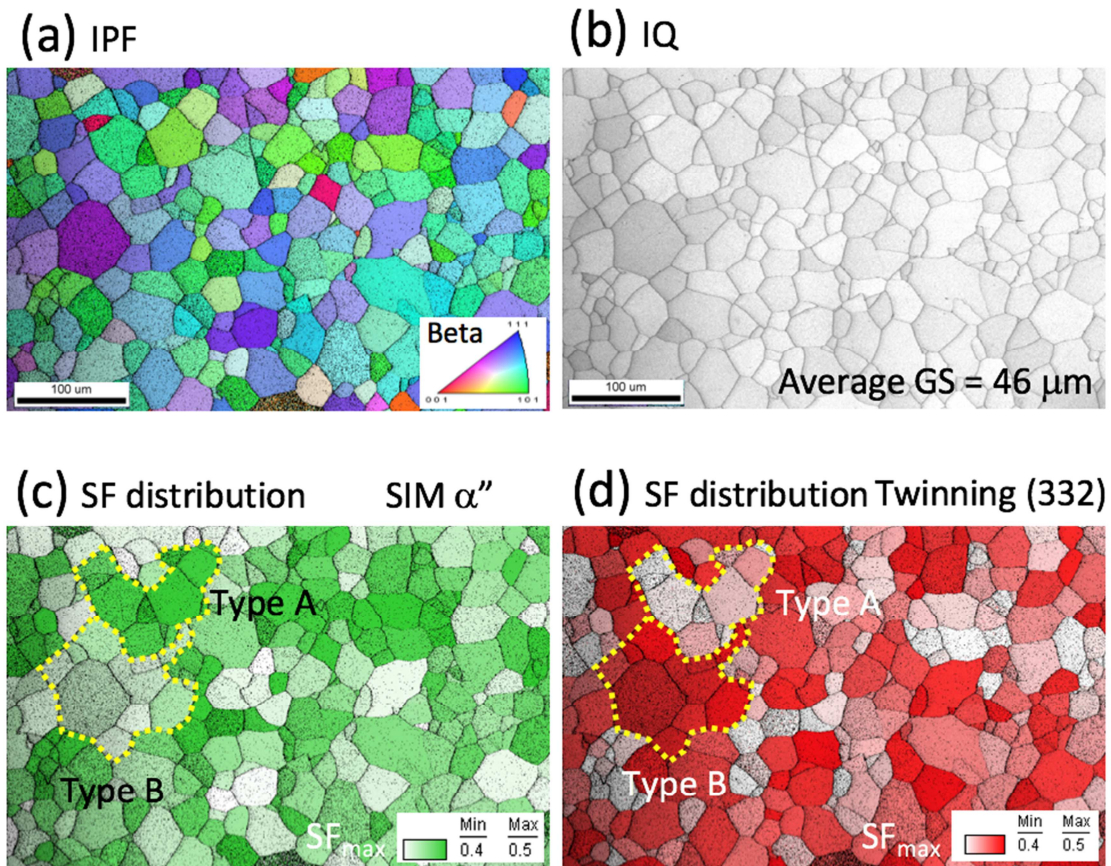 (a) IPF
(b) IQ
Beta
111
001
101
100 um
100 um
Average GS = 46 μm
(c) SF distribution SIM α”
(d) SF distribution Twinning (332)
Type A
Type A
Type B
Type B
SFmax
Min Max
0.4 0.5
SFmax
Min Max
0.4 0.5